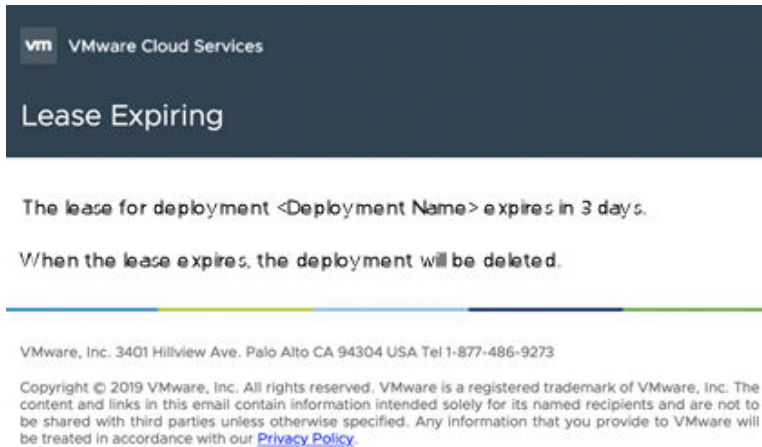 vm VMware Cloud Services
Lease Expiring
The lease for deployment <Deployment Name> expires in 3 days.
When the lease expires, the deployment will be deleted.
VMware, Inc. 3401 Hillview Ave. Palo Alto CA 94304 USA Tel 1-877-486-9273
Copyright © 2019 VMware, Inc. All rights reserved. VMware is a registered trademark of VMware, Inc. The
content and links in this email contain information intended solely for its named recipients and are not to
be shared with third parties unless otherwise specified. Any information that you provide to VMware will
be treated in accordance with our Privacy Policy.